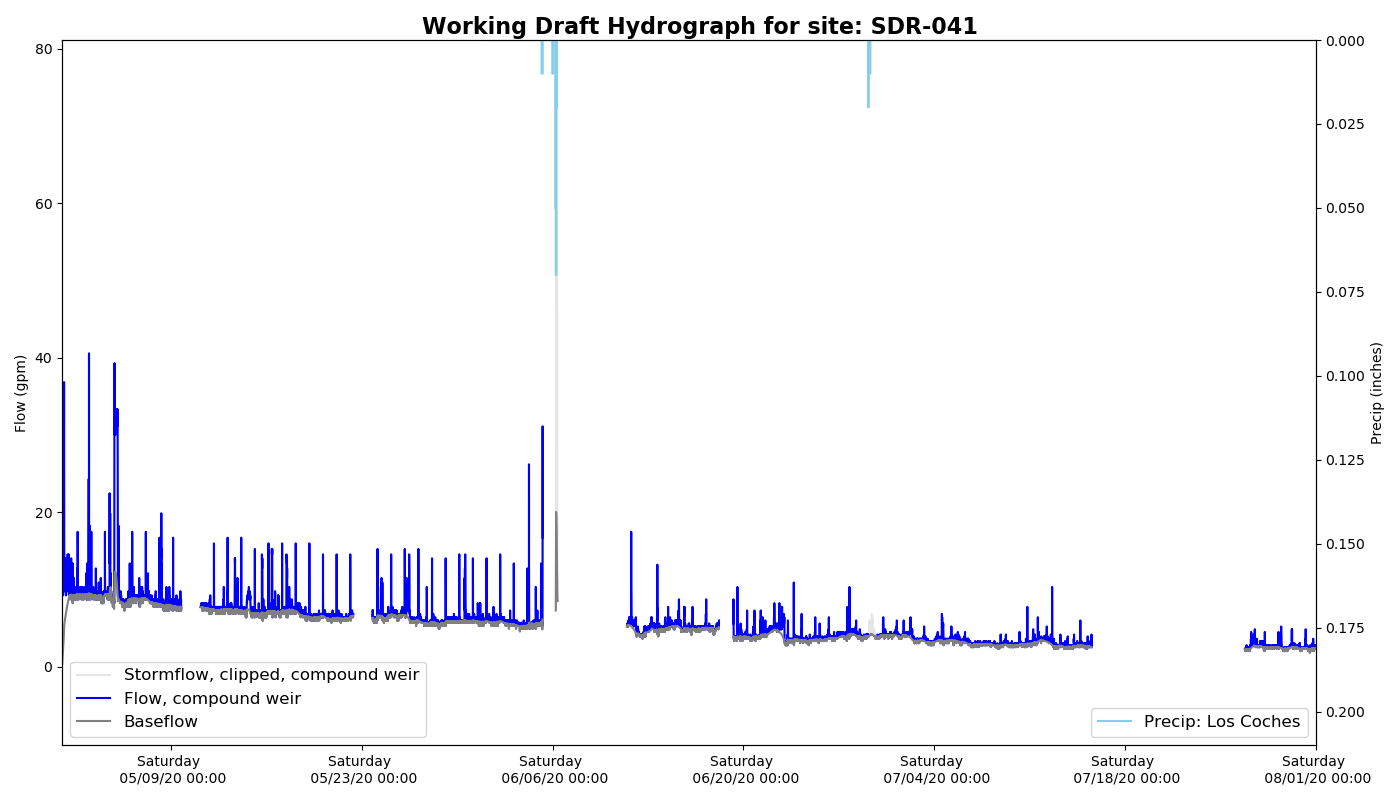 Working Draft Hydrograph for site: SDR-041
80
60
40
20
0
Flow (gpm)
0.000
0.025
0.050
0.075
0.100
0.125
0.150
0.175
0.200
Precip (inches)
Stormflow, clipped, compound weir
Flow, compound weir
Baseflow
Precip: Los Coches
Saturday
05/09/20 00:00
Saturday
05/23/20 00:00
Saturday
06/06/20 00:00
Saturday
06/20/20 00:00
Saturday
07/04/20 00:00
Saturday
07/18/20 00:00
Saturday
08/01/20 00:00